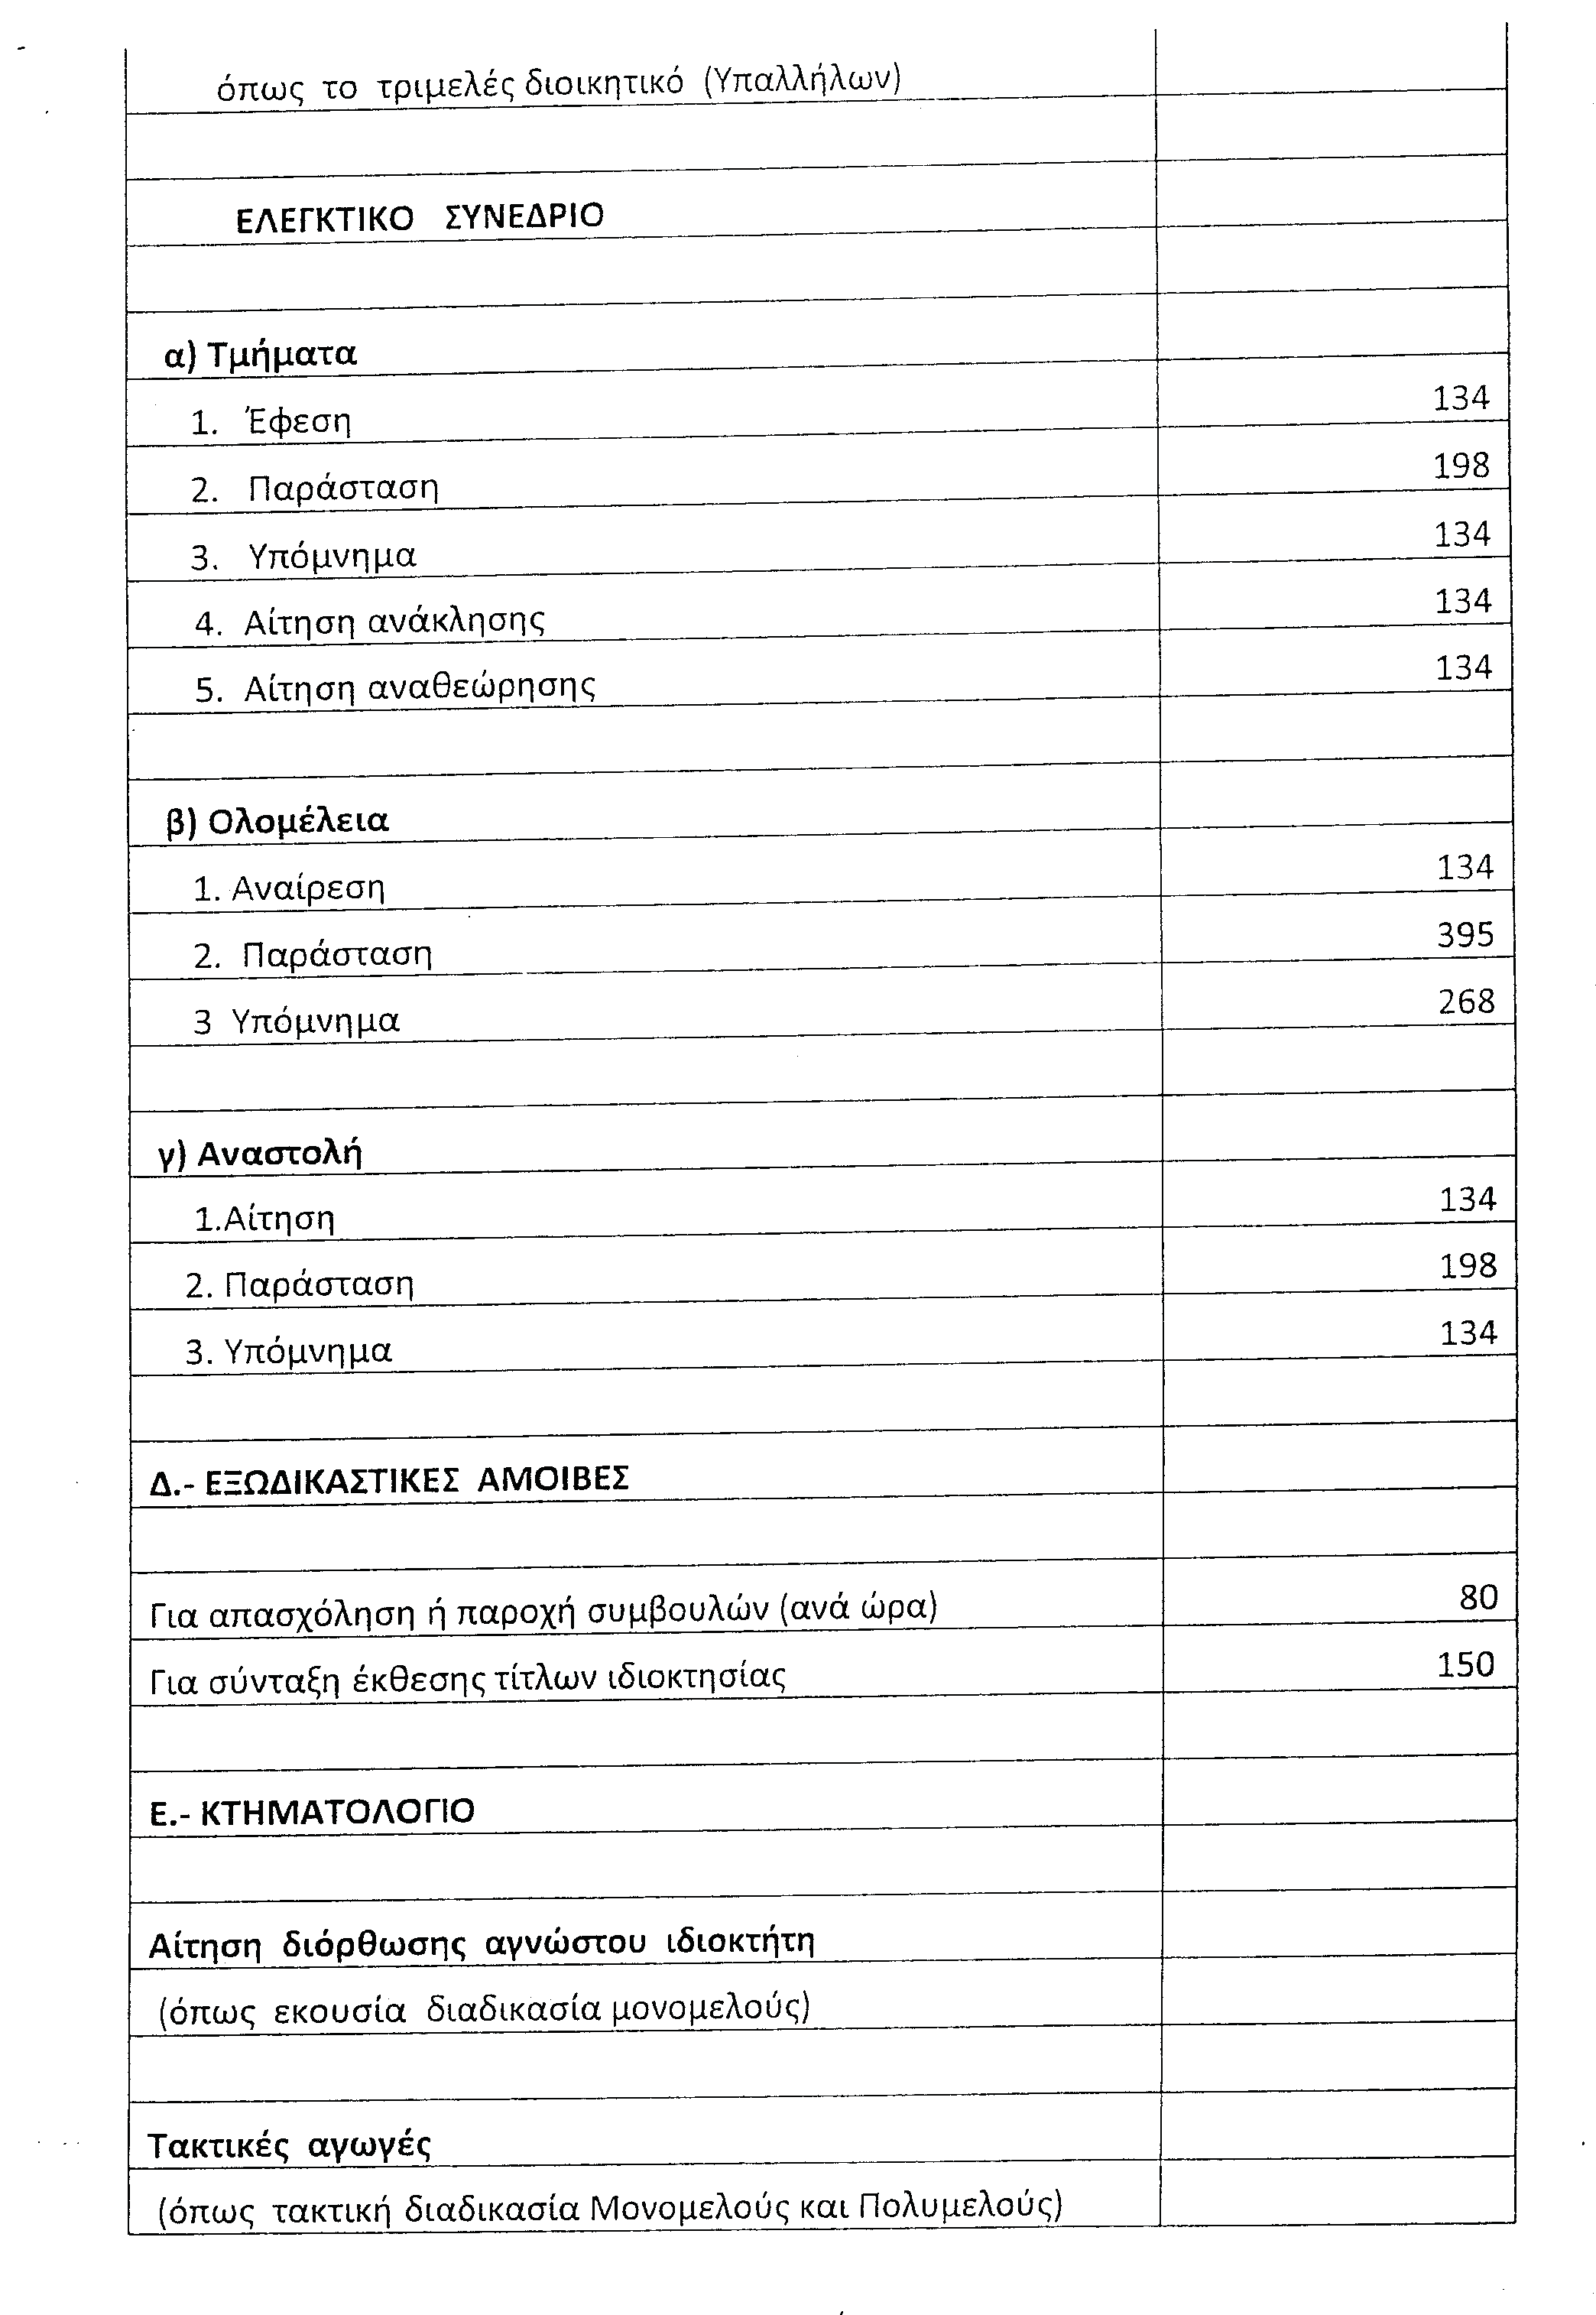 όπως το τριμελές διοικητικό (Υπαλλήλων)
ΕΛΕΓΚΤΙΚΟ ΣΥΝΕΔΡΙΟ
α) Τμήματα
1. Έφεση 134
2. Παράσταση 198
3. Υπόμνημα 134
4. Αίτηση ανάκλησης 134
5. Αίτηση αναθεώρησης 134
β) Ολομέλεια
1. Αναίρεση 134
2. Παράσταση 395
3 Υπόμνημα 268
γ) Αναστολή
1.Αίτηση 134
2. Παράσταση 198
3. Υπόμνημα 134
Δ.- ΕΞΩΔΙΚΑΣΤΙΚΕΣ ΑΜΟΙΒΕΣ
Για απασχόληση ή παροχή συμβουλών (ανά ώρα) 80
Για σύνταξη έκθεσης τίτλων ιδιοκτησίας 150
Ε.- ΚΤΗΜΑΤΟΛΟΓΙΟ
Αίτηση διόρθωσης αγνώστου ιδιοκτήτη
(όπως εκουσία διαδικασία μονομελούς)
Τακτικές αγωγές
(όπως τακτική διαδικασία Μονομελούς και Πολυμελούς)